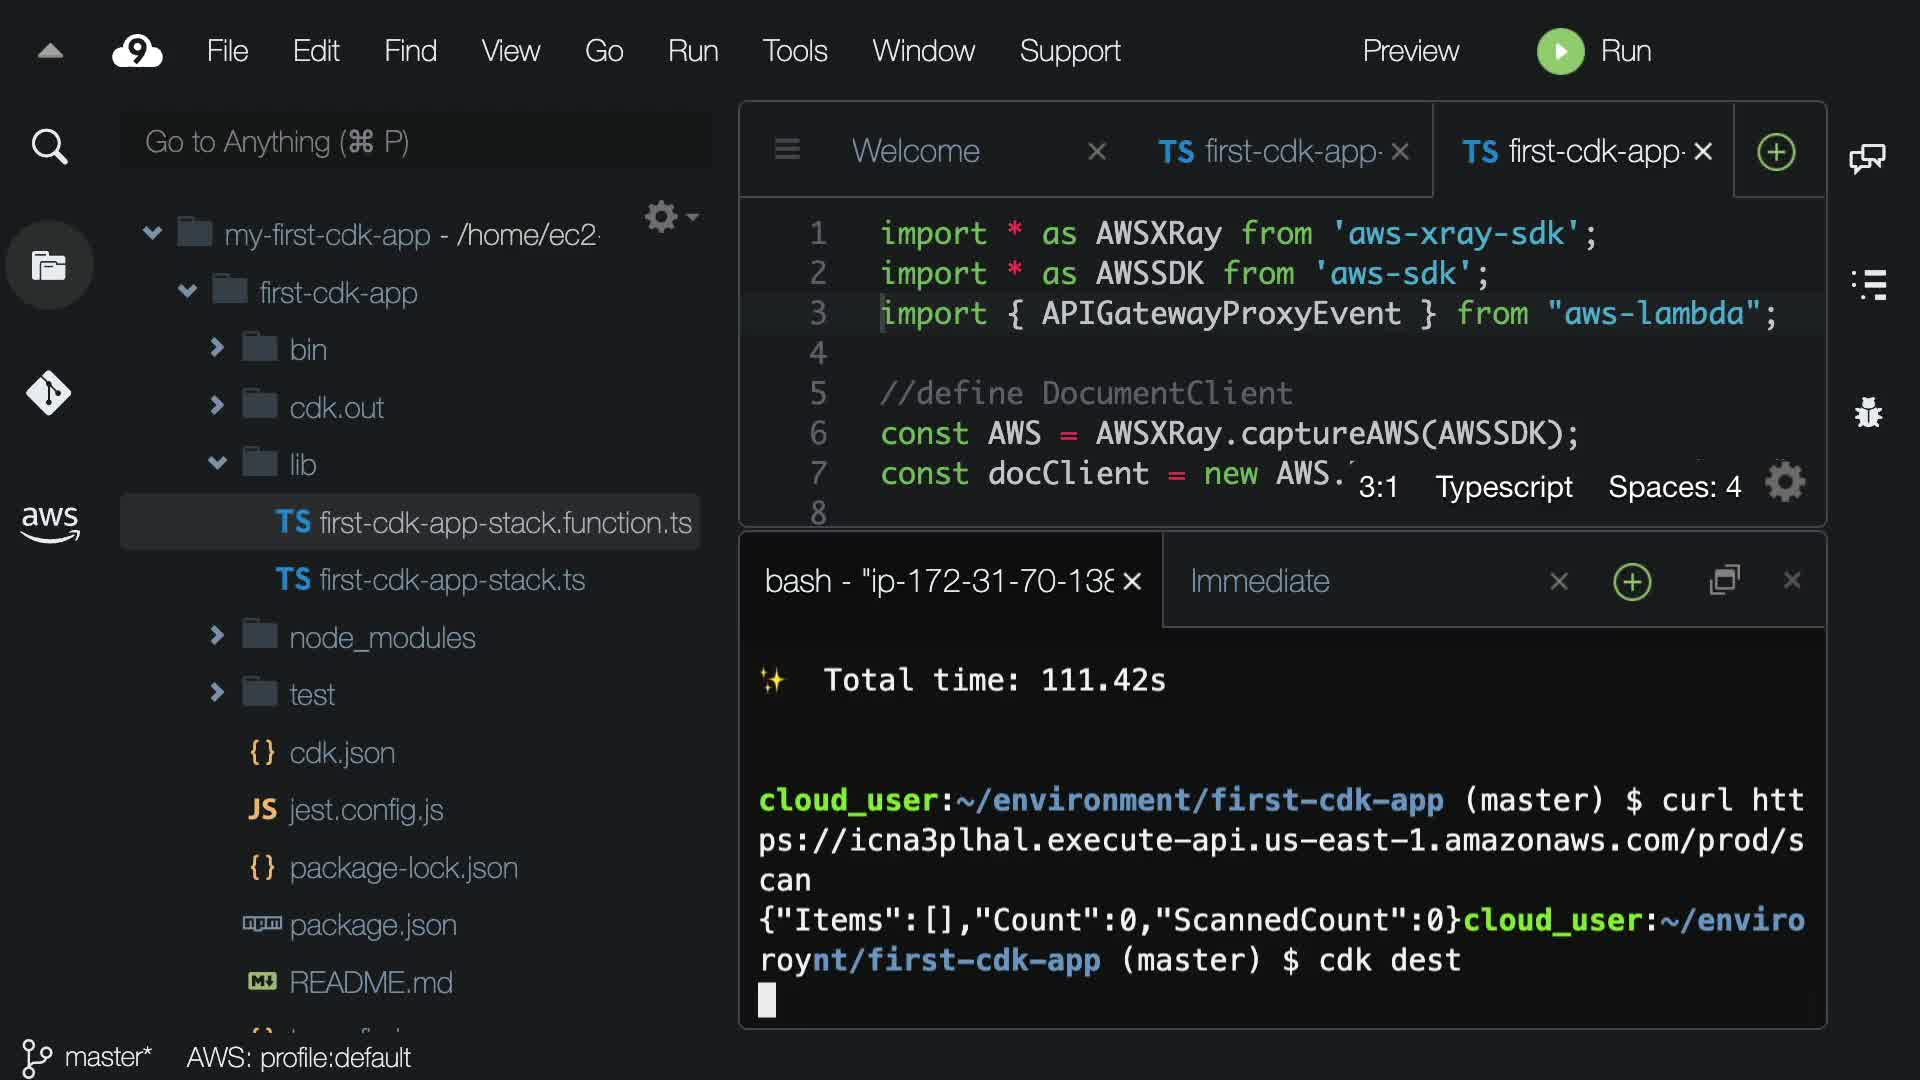 9 File Edit Find View Go Run Tools Window Support Preview Run
Go to Anything (⌘ P)
my-first-cdk-app - /home/ec2
first-cdk-app
bin
cdk.out
lib
TS first-cdk-app-stack.function.ts
TS first-cdk-app-stack.ts
node_modules
test
{} cdk.json
JS jest.config.js
{} package-lock.json
npm package.json
M README.md
aws
master* AWS: profile:default
Welcome TS first-cdk-app- TS first-cdk-app-
1 import * as AWSXRay from 'aws-xray-sdk';
2 import * as AWSSDK from 'aws-sdk';
3 import { APIGatewayProxyEvent } from "aws-lambda";
4
5 //define DocumentClient
6 const AWS = AWSXRay.captureAWS(AWSSDK);
7 const docClient = new AWS.
8
3:1 Typescript Spaces: 4
bash - "ip-172-31-70-138 Immediate
✨ Total time: 111.42s
cloud_user:~/environment/first-cdk-app (master) $ curl htt
ps://icna3plhal.execute-api.us-east-1.amazonaws.com/prod/s
can
{"Items":[],"Count":0,"ScannedCount":0}cloud_user:~/enviro
roynt/first-cdk-app (master) $ cdk dest